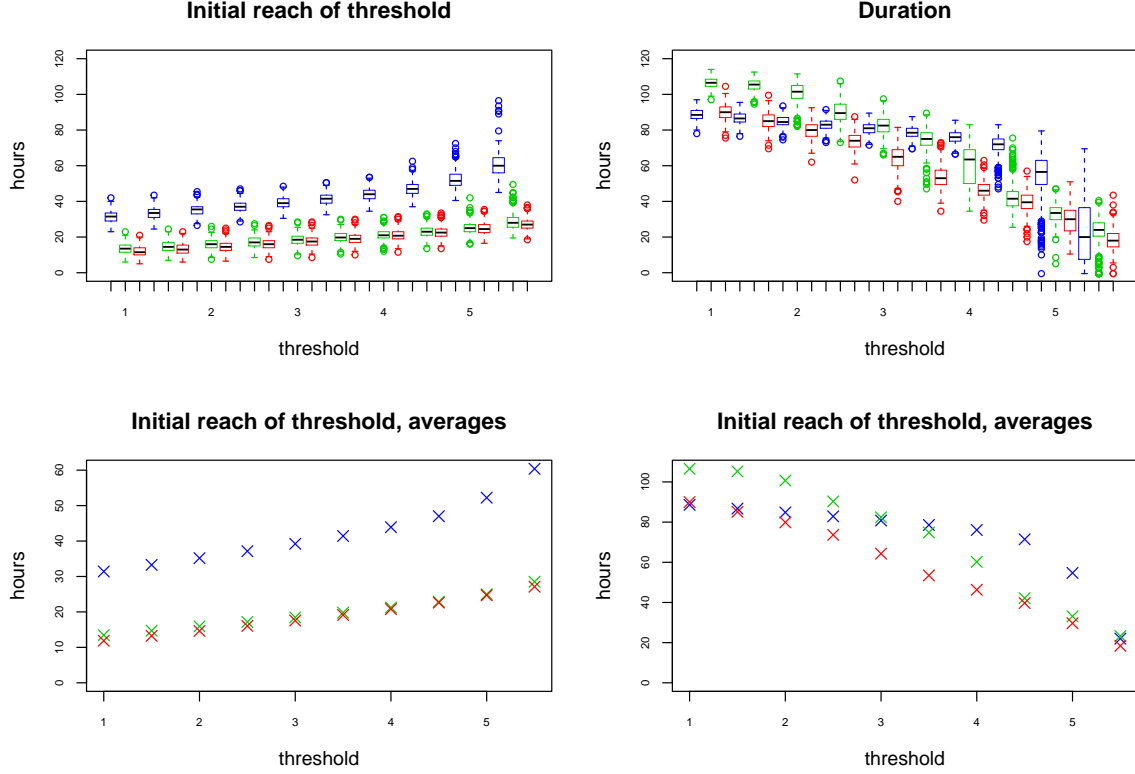 Initial reach of threshold
hours
0 20 40 60 80 100 120
1 2 3 4 5
threshold
Duration
hours
0 20 40 60 80 100 120
1 2 3 4 5
threshold
Initial reach of threshold, averages
hours
0 10 20 30 40 50 60
1 2 3 4 5
threshold
Initial reach of threshold, averages
hours
0 20 40 60 80 100
1 2 3 4 5
threshold